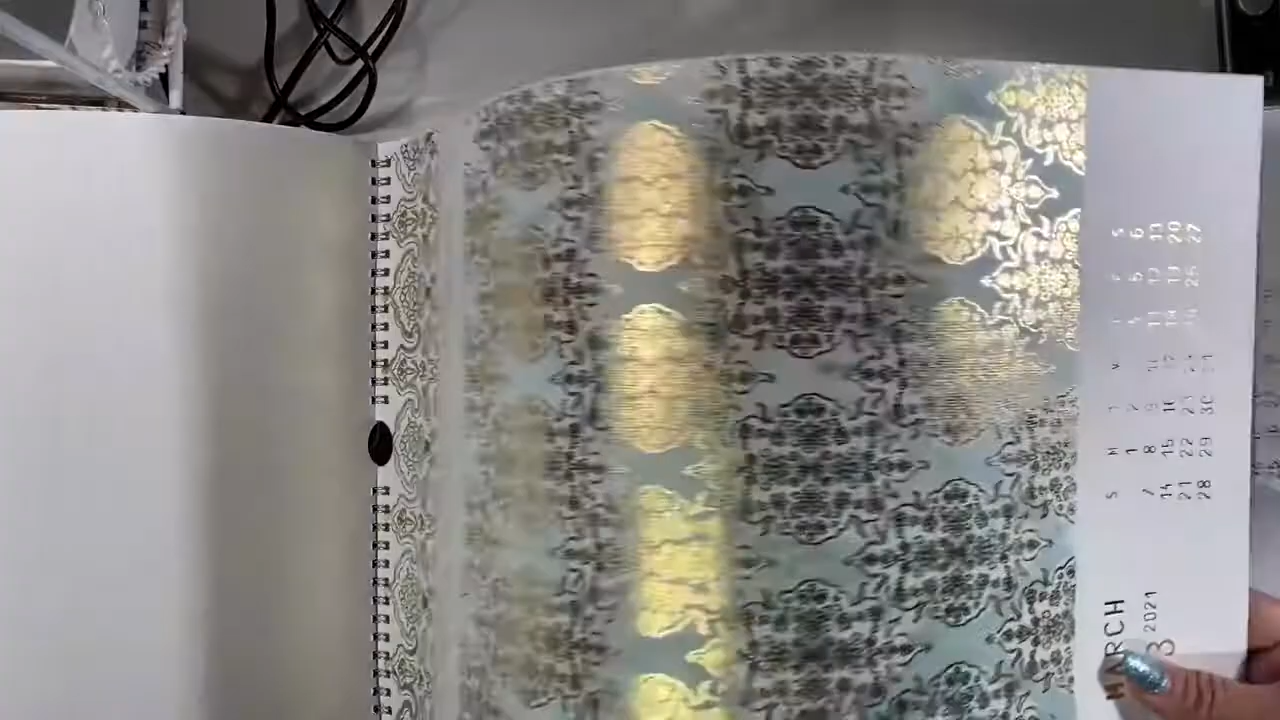 MARCH
2021
3
S M T W T F S
1 2 4 5 6
7 8 9 10 11 12 13
14 15 16 17 18 19 20
21 22 23 24 25 26 27
28 29 30 31